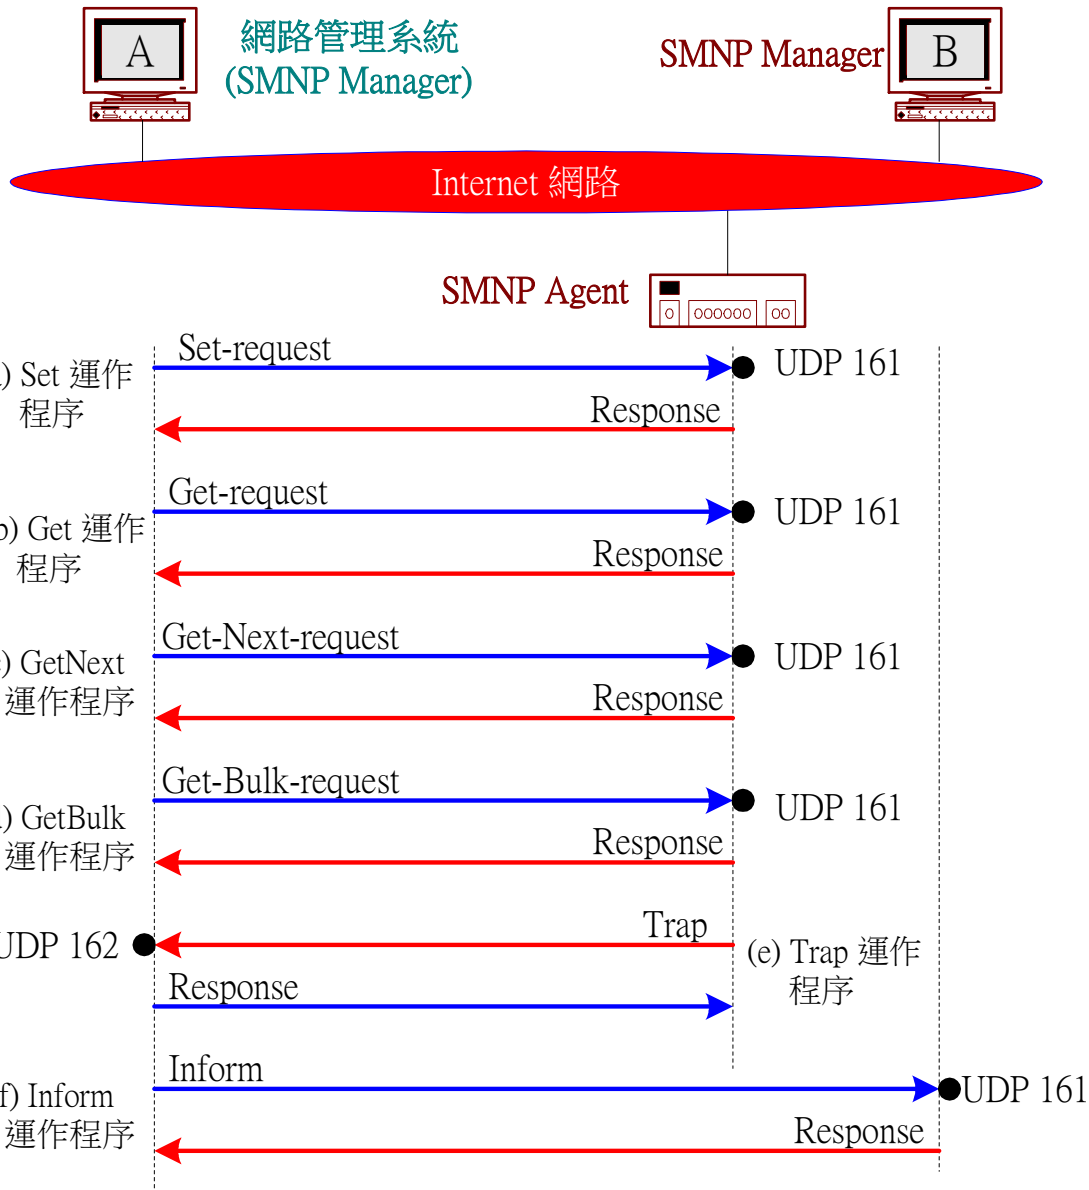 A
網路管理系統
(SMNP Manager)
SMNP Manager
B
Internet 網路
SMNP Agent
Set-request
UDP 161
) Set 運作
程序
Response
Get-request
UDP 161
) Get 運作
程序
Response
Get-Next-request
UDP 161
) GetNext
運作程序
Response
Get-Bulk-request
UDP 161
) GetBulk
運作程序
Response
Trap
UDP 162
(e) Trap 運作
程序
Response
Inform
UDP 161
f) Inform
運作程序
Response